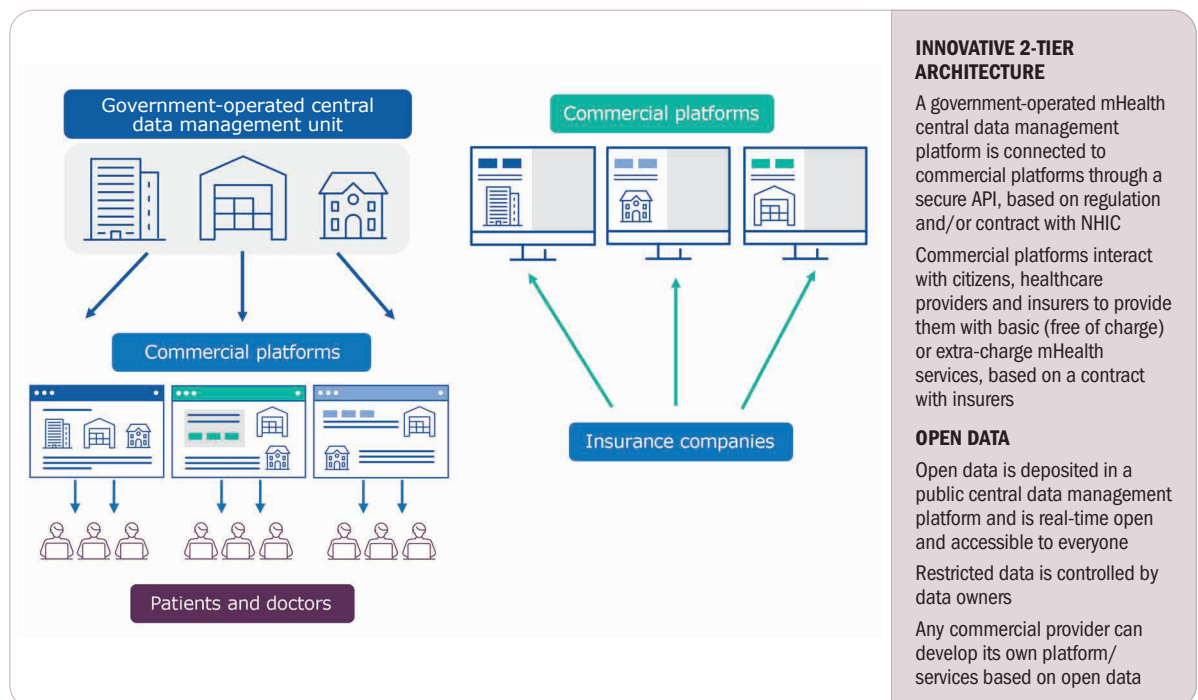 Government-operated central
data management unit
Commercial platforms
Patients and doctors
Commercial platforms
Insurance companies
INNOVATIVE 2-TIER
ARCHITECTURE
A government-operated mHealth
central data management
platform is connected to
commercial platforms through a
secure API, based on regulation
and/or contract with NHIC
Commercial platforms interact
with citizens, healthcare
providers and insurers to provide
them with basic (free of charge)
or extra-charge mHealth
services, based on a contract
with insurers
OPEN DATA
Open data is deposited in a
public central data management
platform and is real-time open
and accessible to everyone
Restricted data is controlled by
data owners
Any commercial provider can
develop its own platform/
services based on open data